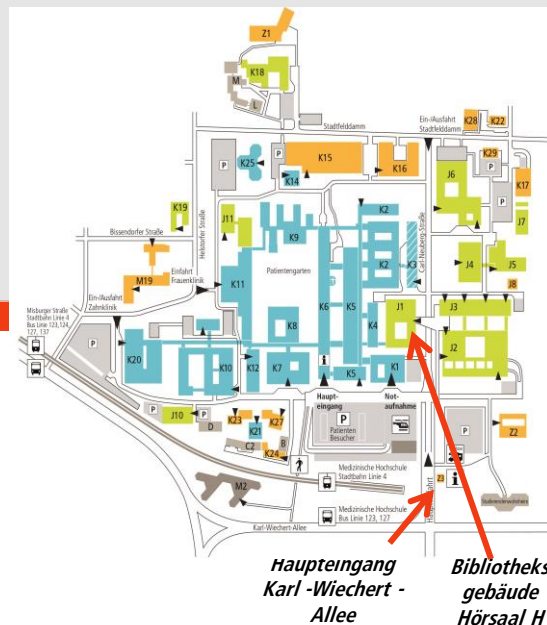 Z1
K18
M
L
Stadtfelddamm
Ein-/Ausfahrt
Stadtfelddamm
K28
K22
P
K25
P
K15
K14
K16
K29
P
J6
P
K17
K19
Helstorfer Straße
J11
K9
K2
K2
K3
Carl-Neuberg-Straße
J7
Bissendorfer Straße
J4
J5
M19
Einfahrt
Frauenklinik
K11
Patientengarten
K6
K5
J8
Ein-/Ausfahrt
Zahnklinik
Misburger Straße
Stadtbahn Linie 4
Bus Linie 123,124,
127, 137
K8
K4
J1
J3
J2
P
K20
K10
K12
K7
i
K5
K1
Haupt-
eingang
Not-
aufnahme
P
J10
P
D
K23
K21
K27
C2
B
K24
P
Patienten
Besucher
P
Z2
M2
Medizinische Hochschule
Stadtbahn Linie 4
Z3
i
Medizinische Hochschule
Bus Linie 123, 127
Karl-Wiechert-Allee
Haupteingang
Karl -Wiechert -
Allee
Bibliotheks
gebäude
Hörsaal H